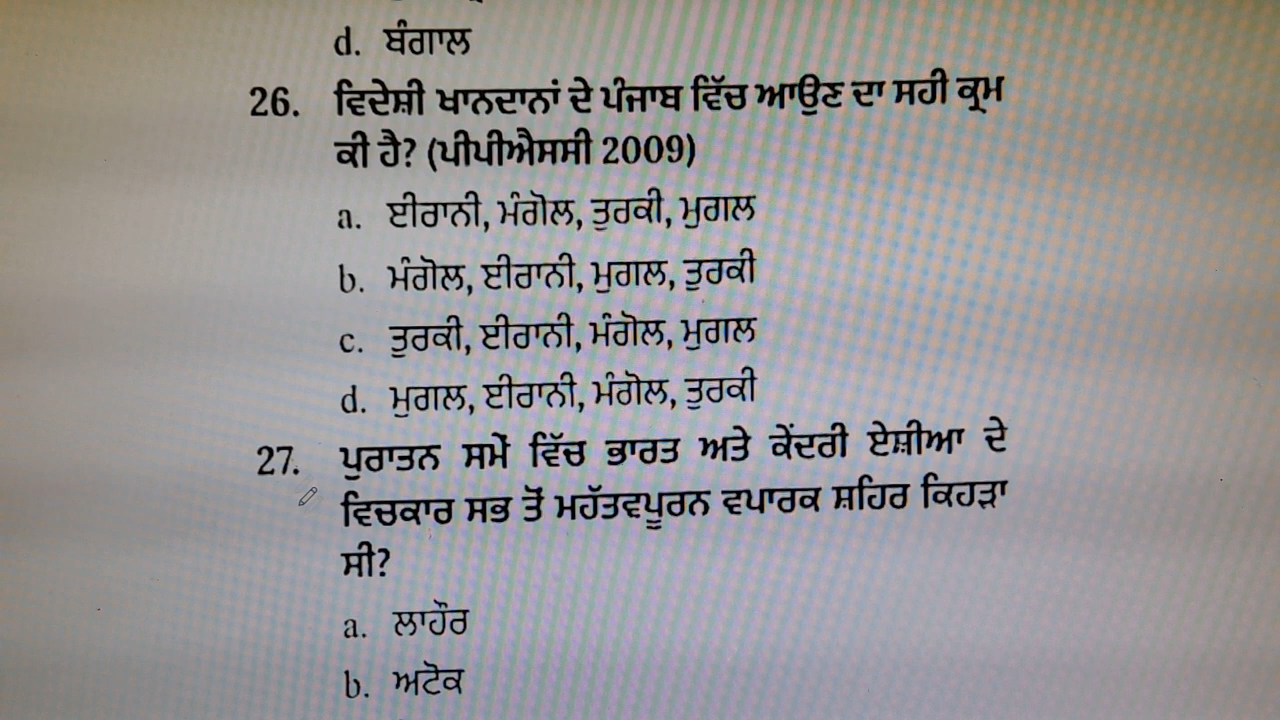 d. ਬੰਗਾਲ
26. ਵਿਦੇਸ਼ੀ ਖਾਨਦਾਨਾਂ ਦੇ ਪੰਜਾਬ ਵਿੱਚ ਆਉਣ ਦਾ ਸਹੀ ਕ੍ਰਮ
ਕੀ ਹੈ? (ਪੀਪੀਐਸਸੀ 2009)
a. ਈਰਾਨੀ, ਮੰਗੋਲ, ਤੁਰਕੀ, ਮੁਗਲ
b. ਮੰਗੋਲ, ਈਰਾਨੀ, ਮੁਗਲ, ਤੁਰਕੀ
c. ਤੁਰਕੀ, ਈਰਾਨੀ, ਮੰਗੋਲ, ਮੁਗਲ
d. ਮੁਗਲ, ਈਰਾਨੀ, ਮੰਗੋਲ, ਤੁਰਕੀ
27. ਪੁਰਾਤਨ ਸਮੇਂ ਵਿੱਚ ਭਾਰਤ ਅਤੇ ਕੇਂਦਰੀ ਏਸ਼ੀਆ ਦੇ
ਵਿਚਕਾਰ ਸਭ ਤੋਂ ਮਹੱਤਵਪੂਰਨ ਵਪਾਰਕ ਸ਼ਹਿਰ ਕਿਹੜਾ
ਸੀ?
a. ਲਾਹੌਰ
b. ਅਟੋਕ